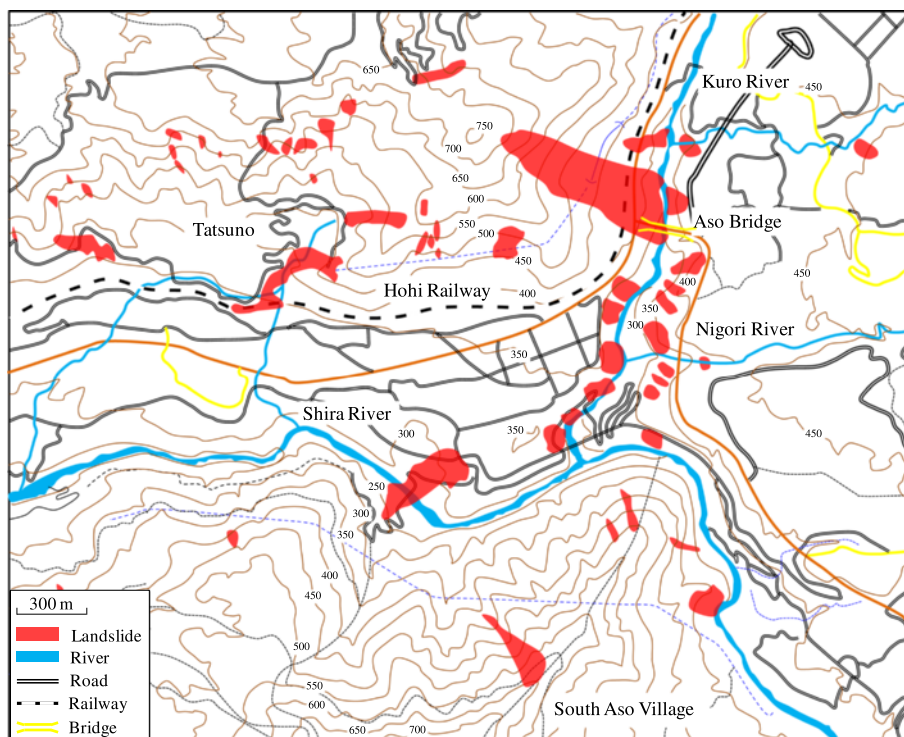 650
Kuro River
450
750
700
650
600
550
500
450
400
Tatsuno
Aso Bridge
400
450
Hohi Railway
350
300
350
Nigori River
Shira River
300
350
450
250
300
350
400
450
500
550
600
700
South Aso Village
300 m
Landslide
River
Road
Railway
Bridge